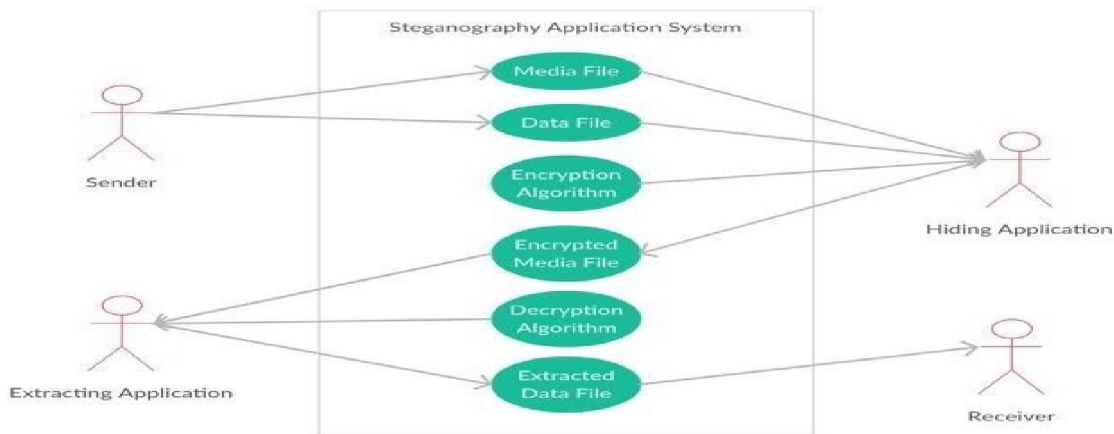 Steganography Application System
Media File
Data File
Sender
Encryption
Algorithm
Hiding Application
Encrypted
Media File
Decryption
Algorithm
Extracting Application
Extracted
Data File
Receiver